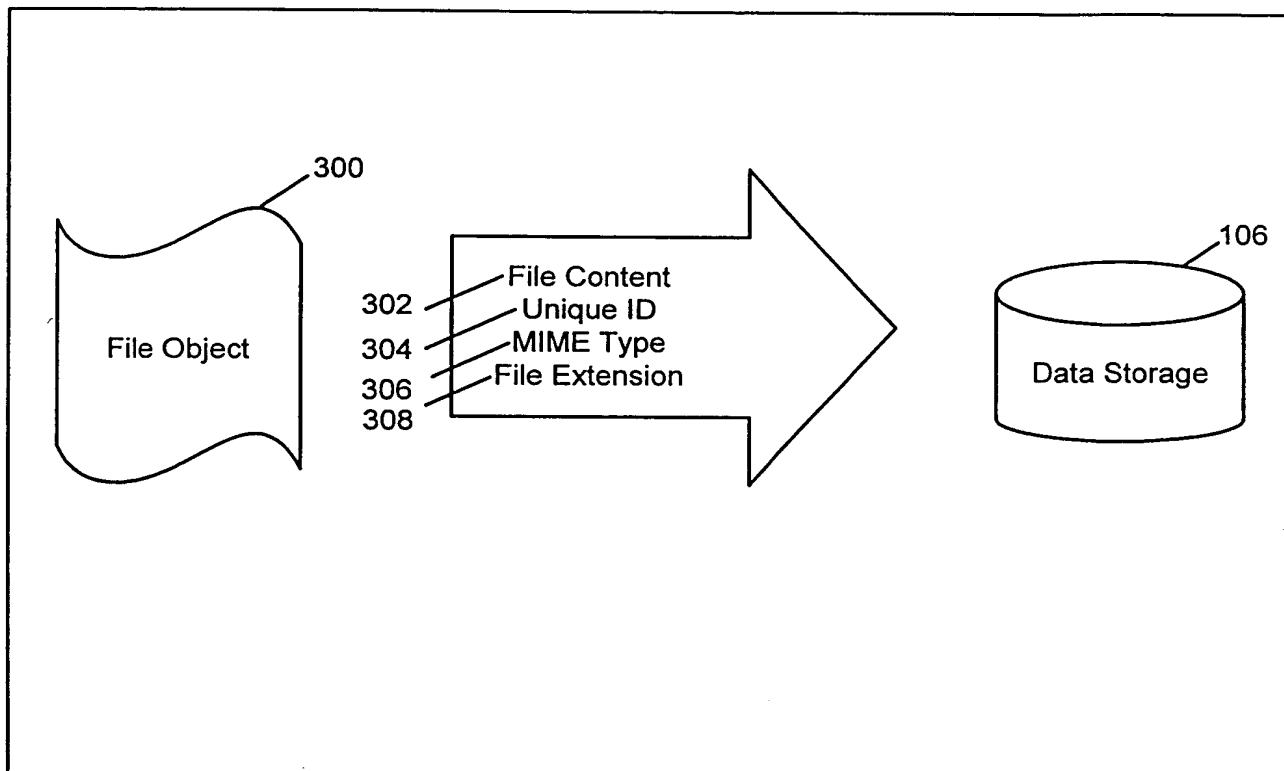 300
File Object
302
304
306
308
File Content
Unique ID
MIME Type
File Extension
106
Data Storage